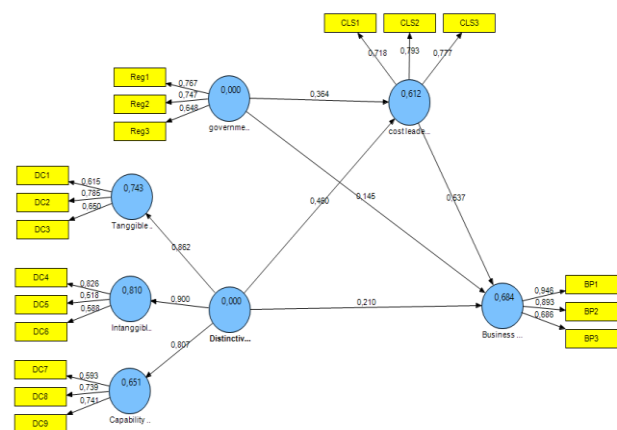 CLS1
CLS2
CLS3
0,718
0,793
0,777
Reg1
Reg2
Reg3
0,767
0,747
0,648
0,000
governme...
0,364
0,612
cost leade...
DC1
DC2
DC3
0,615
0,785
0,650
0,743
Tanggible...
0,862
0,145
0,537
DC4
DC5
DC6
0,826
0,518
0,588
0,810
Intanggibl...
0,900
0,000
Distinctiv...
0,210
0,684
Business ...
0,946
0,893
0,686
BP1
BP2
BP3
0,807
DC7
DC8
DC9
0,593
0,739
0,741
0,651
Capability ...